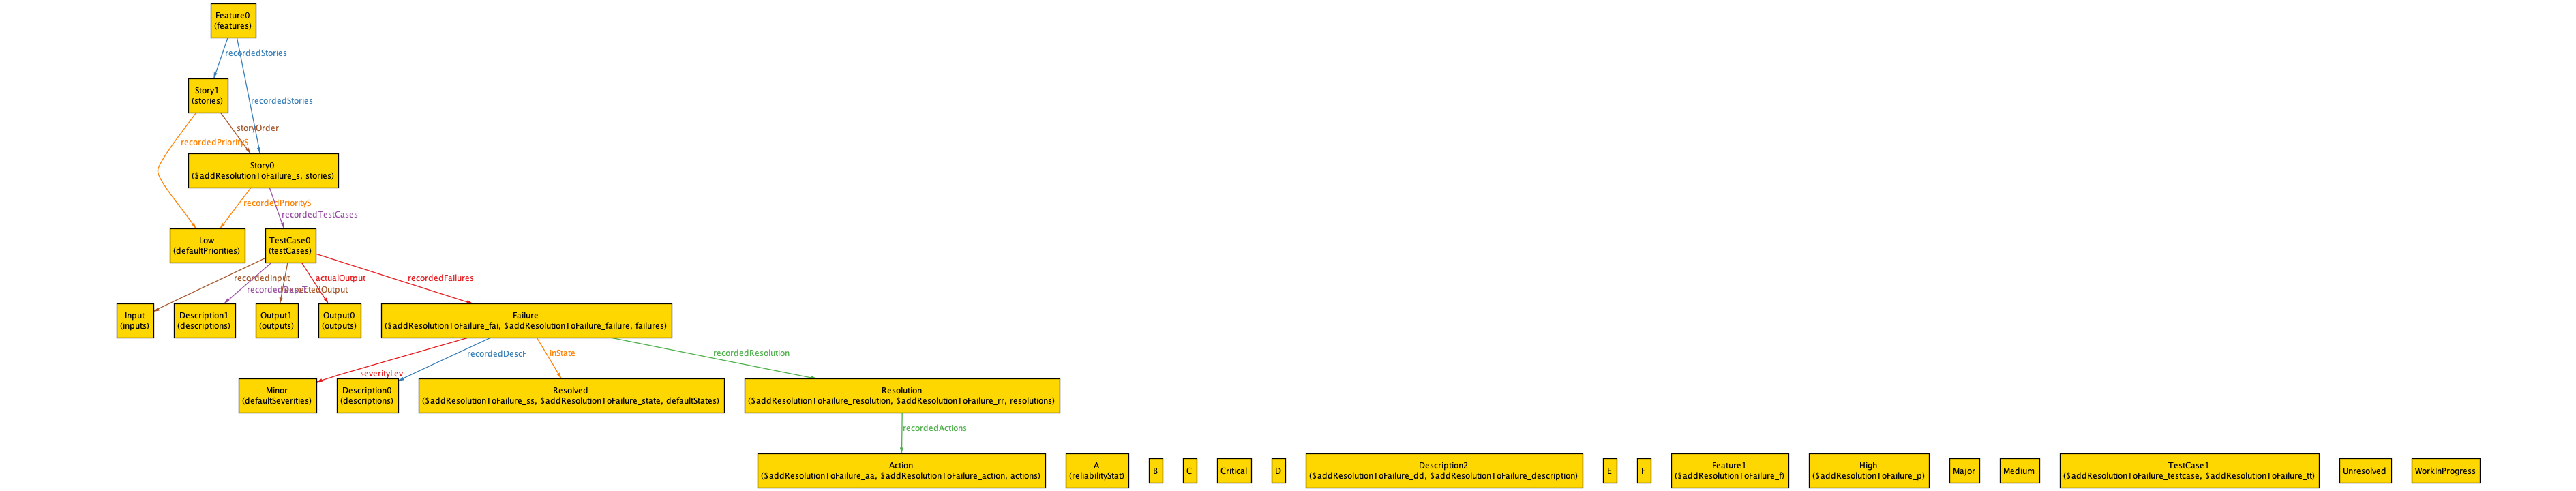 Feature0
(features)
recordedStories
Story1
(stories)
recordedStories
storyOrder
recordedPriorityS
Story0
($addResolutionToFailure_s, stories)
recordedPriorityS
recordedTestCases
Low
(defaultPriorities)
TestCase0
(testCases)
recordedInput
actualOutput
recordedFailures
Input
(inputs)
Description1
(descriptions)
Output1
(outputs)
Output0
(outputs)
Failure
($addResolutionToFailure_fai, $addResolutionToFailure_failure, failures)
severityLev
recordedDescF
inState
recordedResolution
Minor
(defaultSeverities)
Description0
(descriptions)
Resolved
($addResolutionToFailure_ss, $addResolutionToFailure_state, defaultStates)
Resolution
($addResolutionToFailure_resolution, $addResolutionToFailure_rr, resolutions)
recordedActions
Action
($addResolutionToFailure_aa, $addResolutionToFailure_action, actions)
A
(reliabilityStat)
B
C
Critical
D
Description2
($addResolutionToFailure_dd, $addResolutionToFailure_description)
E
F
Feature1
($addResolutionToFailure_f)
High
($addResolutionToFailure_p)
Major
Medium
TestCase1
($addResolutionToFailure_testcase, $addResolutionToFailure_tt)
Unresolved
WorkInProgress